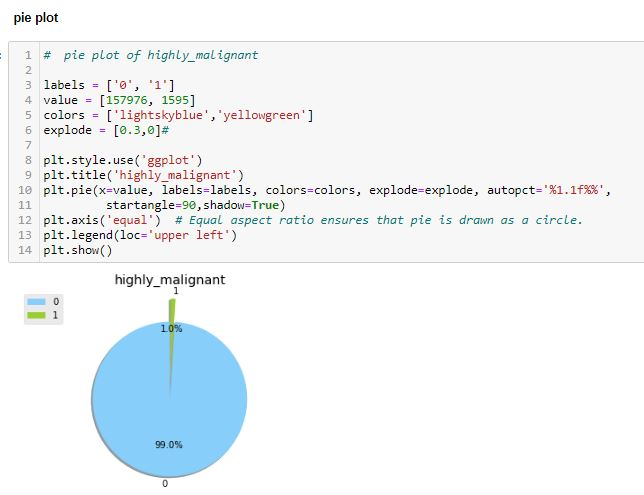 pie plot
1 # pie plot of highly_malignant
2
3 labels = ['0', '1']
4 value = [157976, 1595]
5 colors = ['lightskyblue','yellowgreen']
6 explode = [0.3,0]#
7
8 plt.style.use('ggplot')
9 plt.title('highly_malignant')
10 plt.pie(x=value, labels=labels, colors=colors, explode=explode, autopct='%1.1f%%',
11 startangle=90,shadow=True)
12 plt.axis('equal') # Equal aspect ratio ensures that pie is drawn as a circle.
13 plt.legend(loc='upper left')
14 plt.show()
highly_malignant
1
0
1
1.0%
99.0%
0